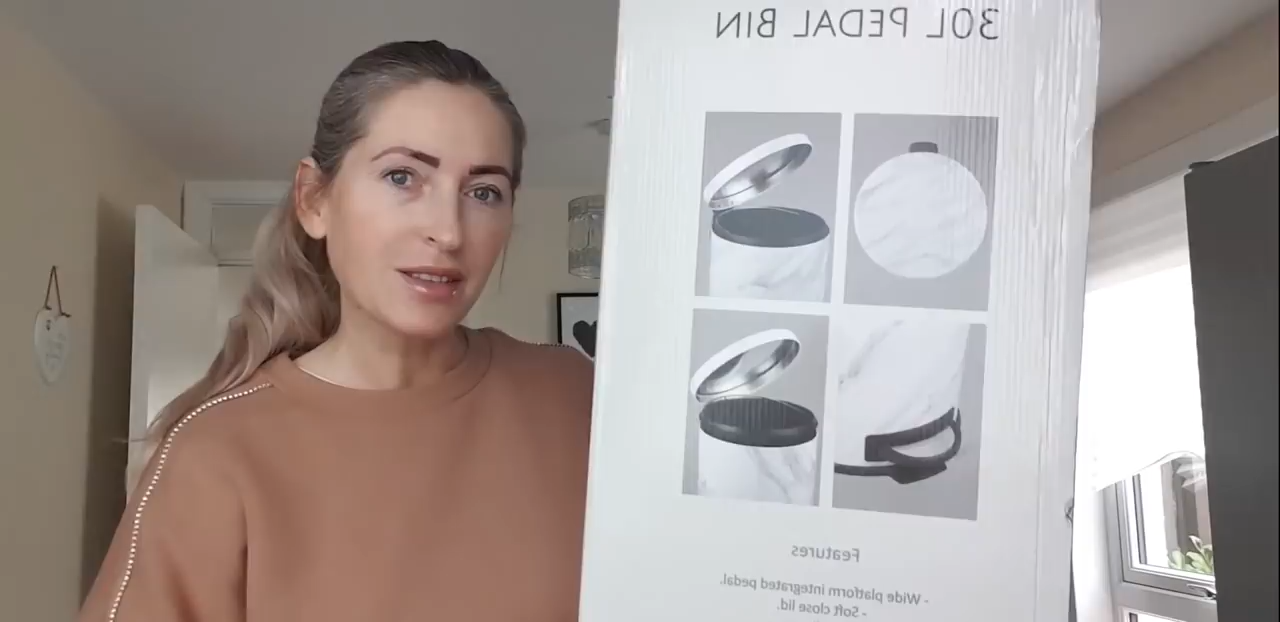 30L PEDAL BIN
Features
- Wide platform integrated pedal.
- Soft close lid.